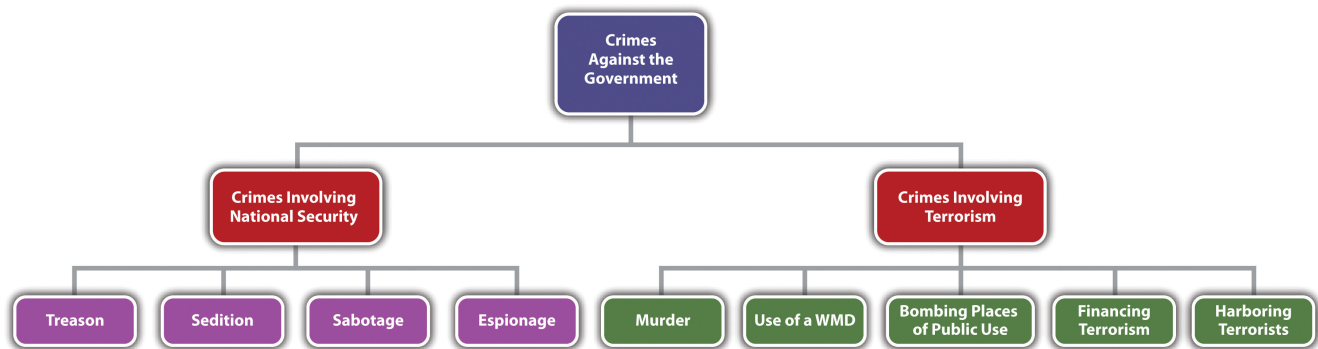 Crimes
Against the
Government
Crimes Involving
National Security
Crimes Involving
Terrorism
Treason
Sedition
Sabotage
Espionage
Murder
Use of a WMD
Bombing Places
of Public Use
Financing
Terrorism
Harboring
Terrorists